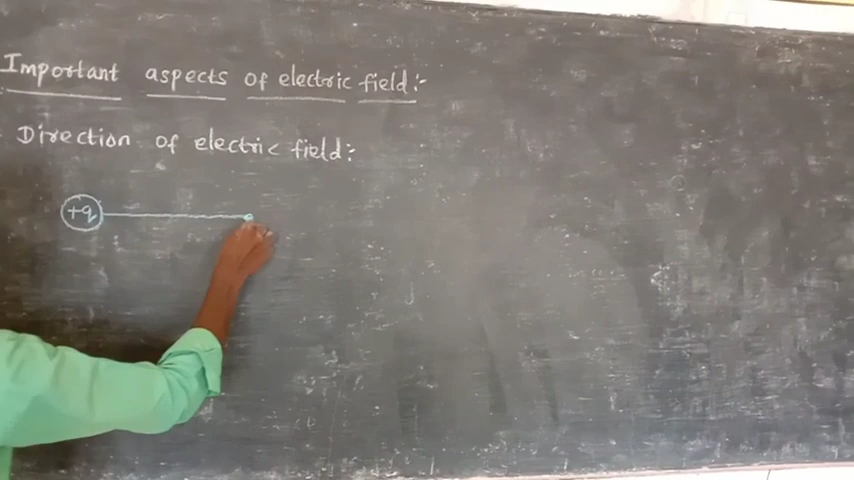 Important aspects of electric field:-
Direction of electric field:
+q